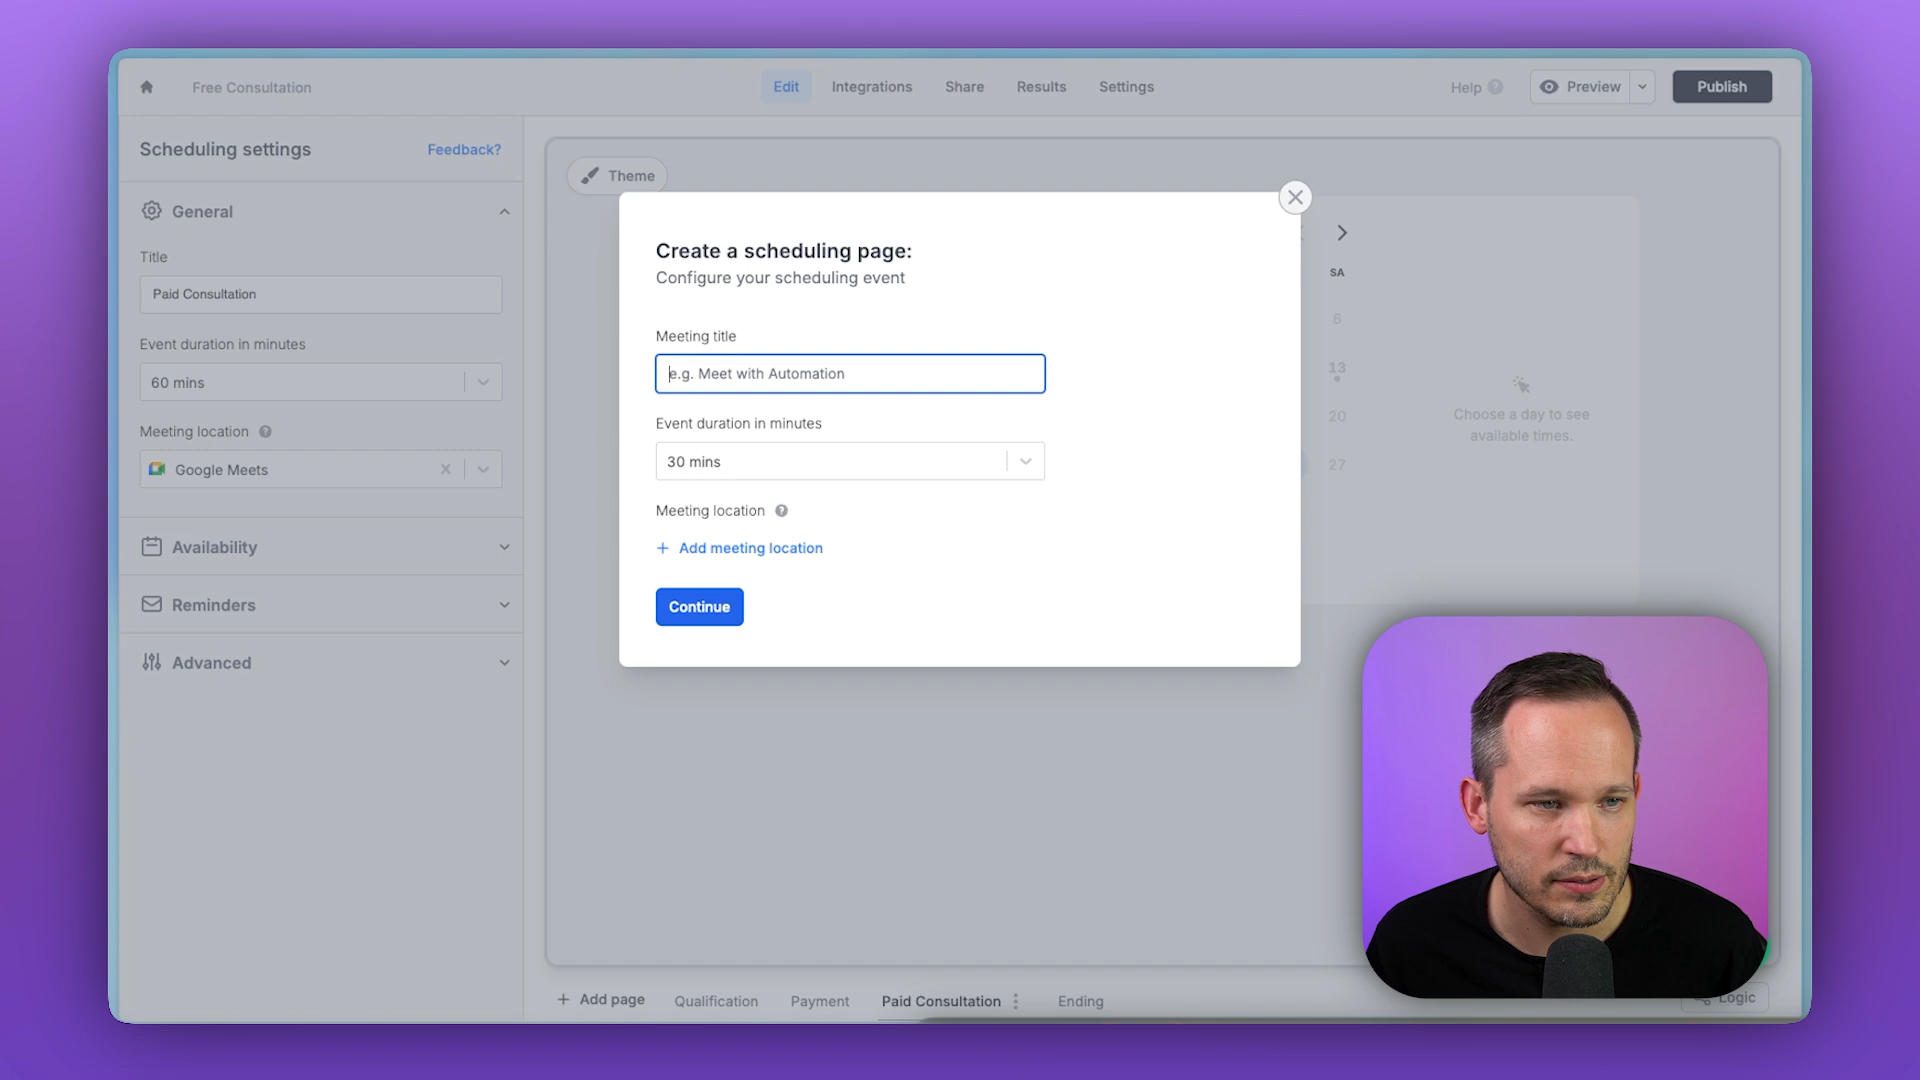 Free Consultation
Edit
Integrations
Share
Results
Settings
Help
Preview
Publish
Scheduling settings
Feedback?
General
Title
Paid Consultation
Event duration in minutes
60 mins
Meeting location
Google Meets
Availability
Reminders
Advanced
Theme
Create a scheduling page:
Configure your scheduling event
Meeting title
e.g. Meet with Automation
Event duration in minutes
30 mins
Meeting location
+ Add meeting location
Continue
SA
6
13
20
27
Choose a day to see
available times.
+ Add page
Qualification
Payment
Paid Consultation
Ending
Logic